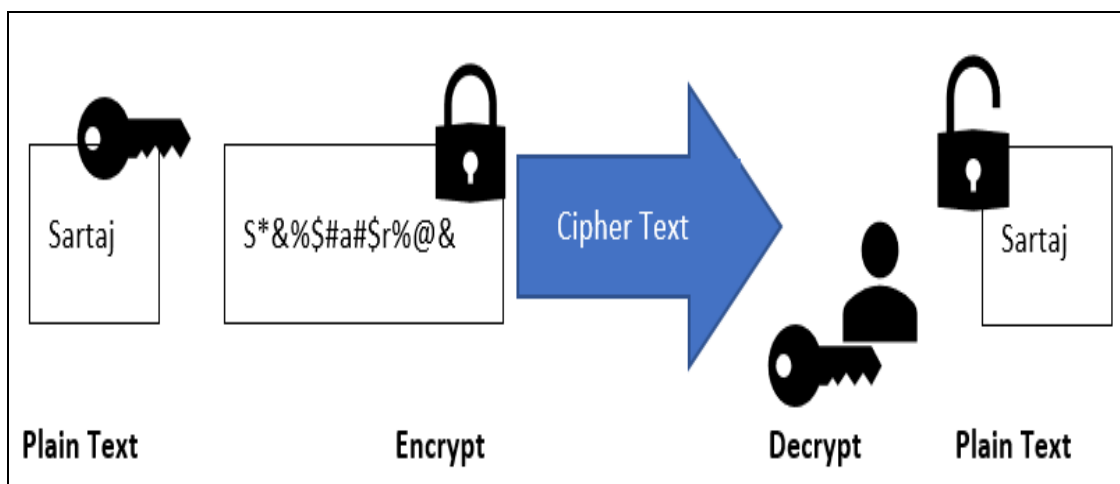 Sartaj
S*&%$#a#$r%@&
Cipher Text
Sartaj
Plain Text
Encrypt
Decrypt
Plain Text